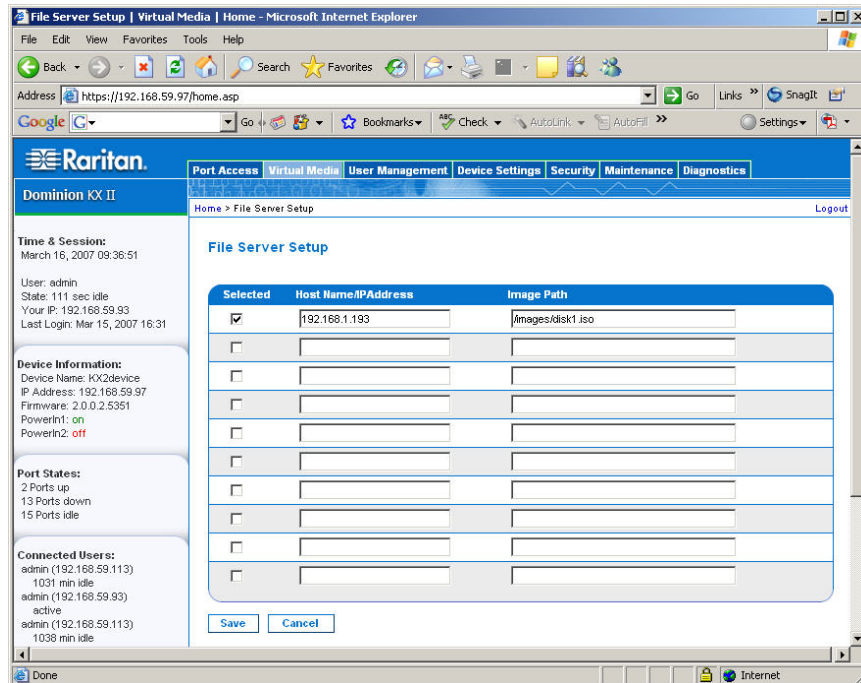 File Server Setup | Virtual Media | Home - Microsoft Internet Explorer
File Edit View Favorites Tools Help
Back Search Favorites
Address https://192.168.59.97/home.asp Go Links » SnagIt
Google G Go Bookmarks ABC Check AutoLink AutoFill » Settings
Raritan.
Port Access Virtual Media User Management Device Settings Security Maintenance Diagnostics
Dominion KX II
Home > File Server Setup Logout
Time & Session:
March 16, 2007 09:36:51
User: admin
State: 111 sec idle
Your IP: 192.168.59.93
Last Login: Mar 15, 2007 16:31
Device Information:
Device Name: KX2device
IP Address: 192.168.59.97
Firmware: 2.0.0.2.5351
PowerIn1: on
PowerIn2: off
Port States:
2 Ports up
13 Ports down
15 Ports idle
Connected Users:
admin (192.168.59.113)
1031 min idle
admin (192.168.59.93)
active
admin (192.168.59.113)
1038 min idle
File Server Setup
Selected Host Name/IPAddress Image Path
192.168.1.193 /images/disk1.iso
Save Cancel
Done Internet